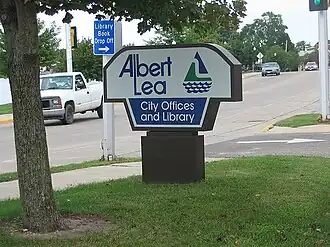 Library
Book
Drop Off
Albert
Lea
City Offices
and Library